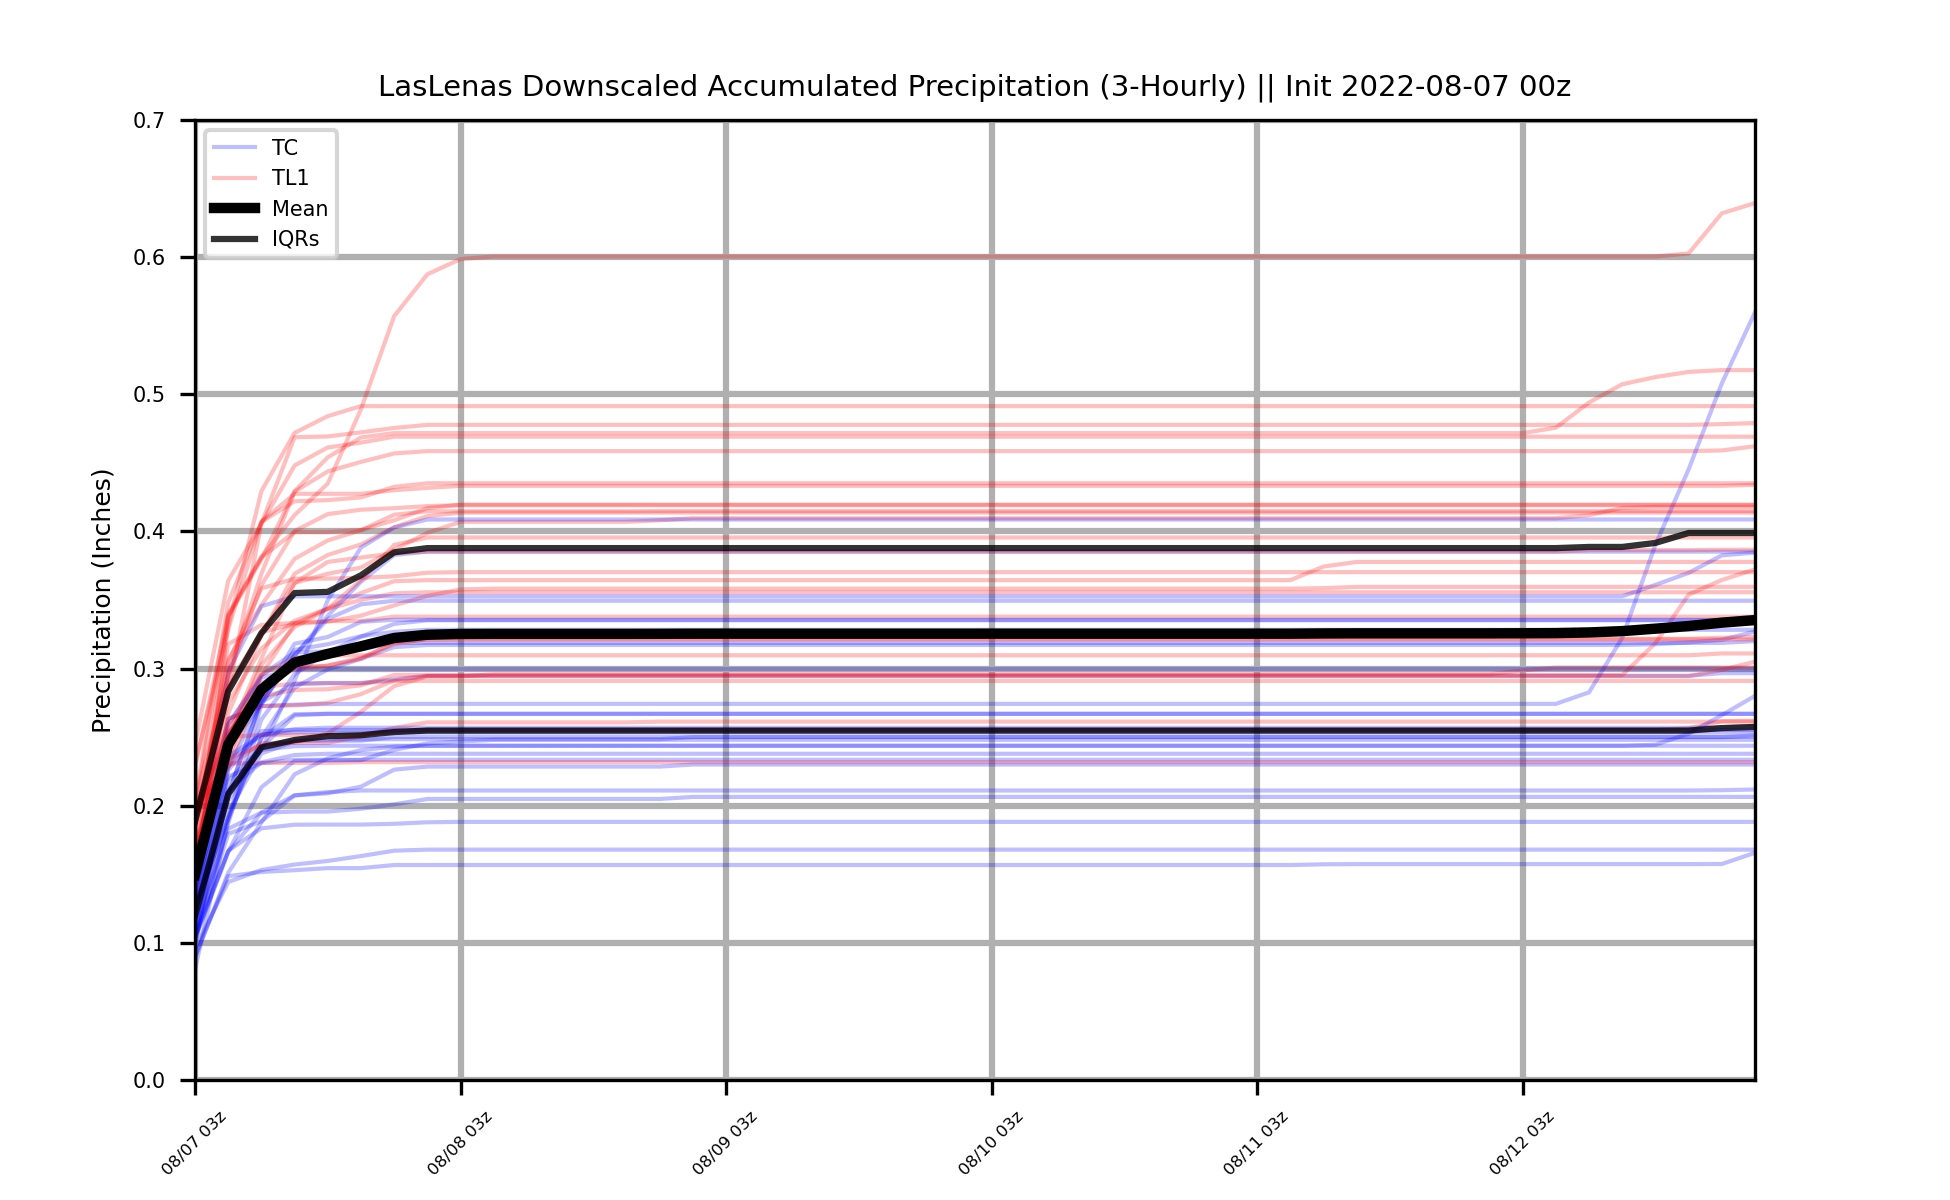 LasLenas Downscaled Accumulated Precipitation (3-Hourly) || Init 2022-08-07 00z
Precipitation (Inches)
0.7
0.6
0.5
0.4
0.3
0.2
0.1
0.0
TC
TL1
Mean
IQRs
08/07 03z
08/08 03z
08/09 03z
08/10 03z
08/11 03z
08/12 03z